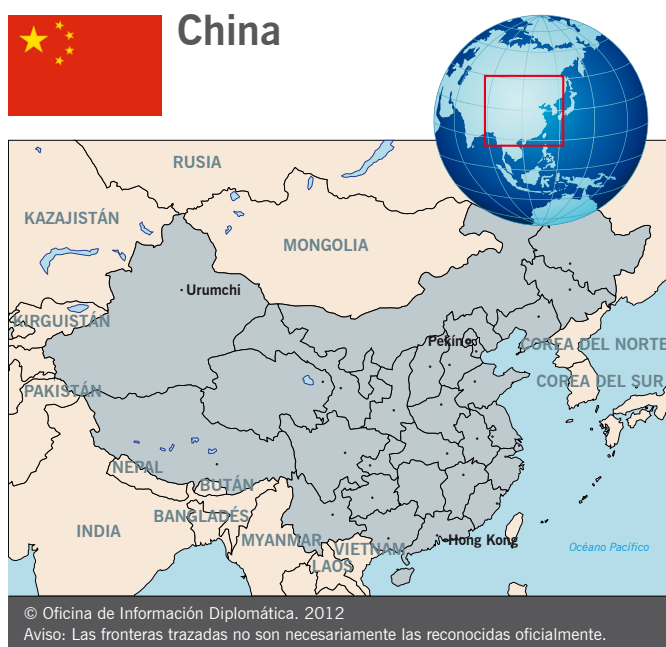 China
RUSIA
KAZAJISTÁN
MONGOLIA
Urumchi
KIRGUISTÁN
Pekín
COREA DEL NORTE
COREA DEL SUR
PAKISTÁN
NEPAL
BUTÁN
BANGLADÉS
INDIA
MYANMAR
VIETNAM
LAOS
Hong Kong
Océano Pacífico
© Oficina de Información Diplomática. 2012
Aviso: Las fronteras trazadas no son necesariamente las reconocidas oficialmente.